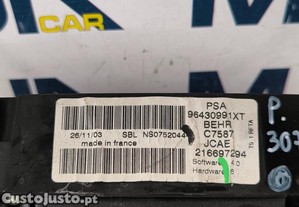 CAR
PSA
96430991XT
BEHR
C7587
JCAE
216697294
26/11/03 SBL NS0752044
made in france
Software
Hardware
P.
307
CustoJusto.pt